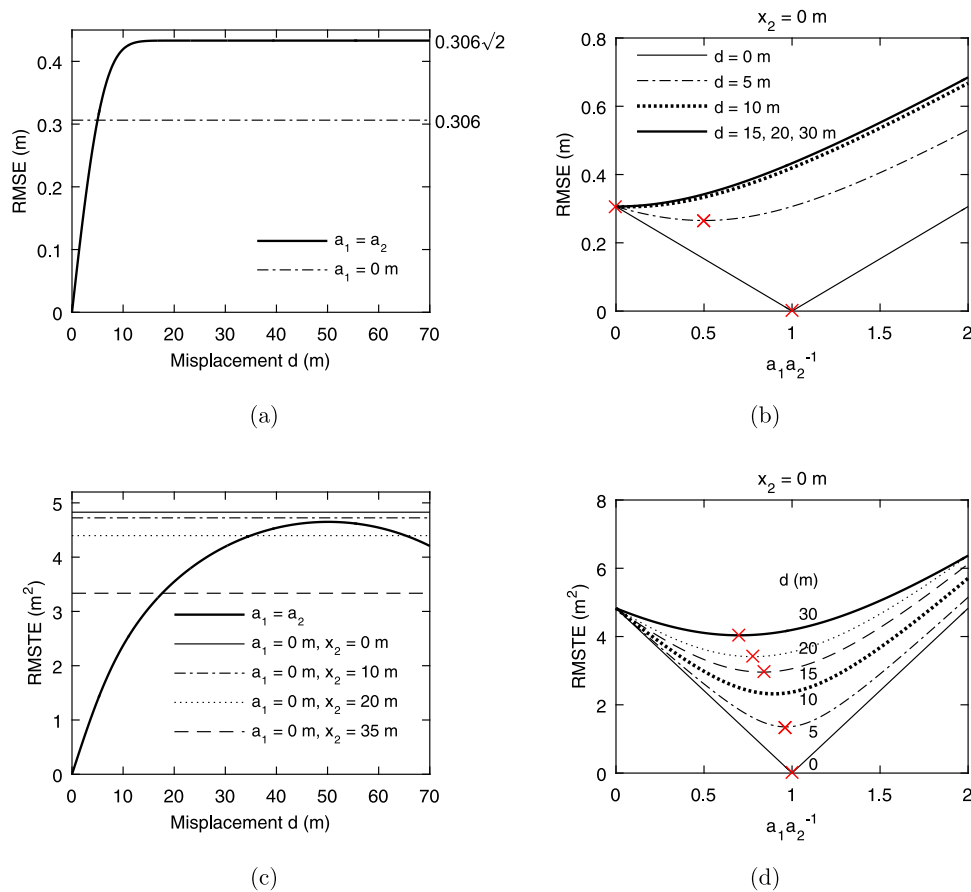 0.306√2
0.306
0.4
0.3
0.2
0.1
0
RMSE (m)
a₁ = a₂
a₁ = 0 m
0 10 20 30 40 50 60 70
Misplacement d (m)
(a)
x₂ = 0 m
0.8
0.6
0.4
0.2
0
RMSE (m)
d = 0 m
d = 5 m
d = 10 m
d = 15, 20, 30 m
0 0.5 1 1.5 2
a₁a₂⁻¹
(b)
5
4
3
2
1
0
RMSTE (m²)
a₁ = a₂
a₁ = 0 m, x₂ = 0 m
a₁ = 0 m, x₂ = 10 m
a₁ = 0 m, x₂ = 20 m
a₁ = 0 m, x₂ = 35 m
0 10 20 30 40 50 60 70
Misplacement d (m)
(c)
x₂ = 0 m
8
6
4
2
0
RMSTE (m²)
d (m)
30
20
15
10
5
0
0 0.5 1 1.5 2
a₁a₂⁻¹
(d)